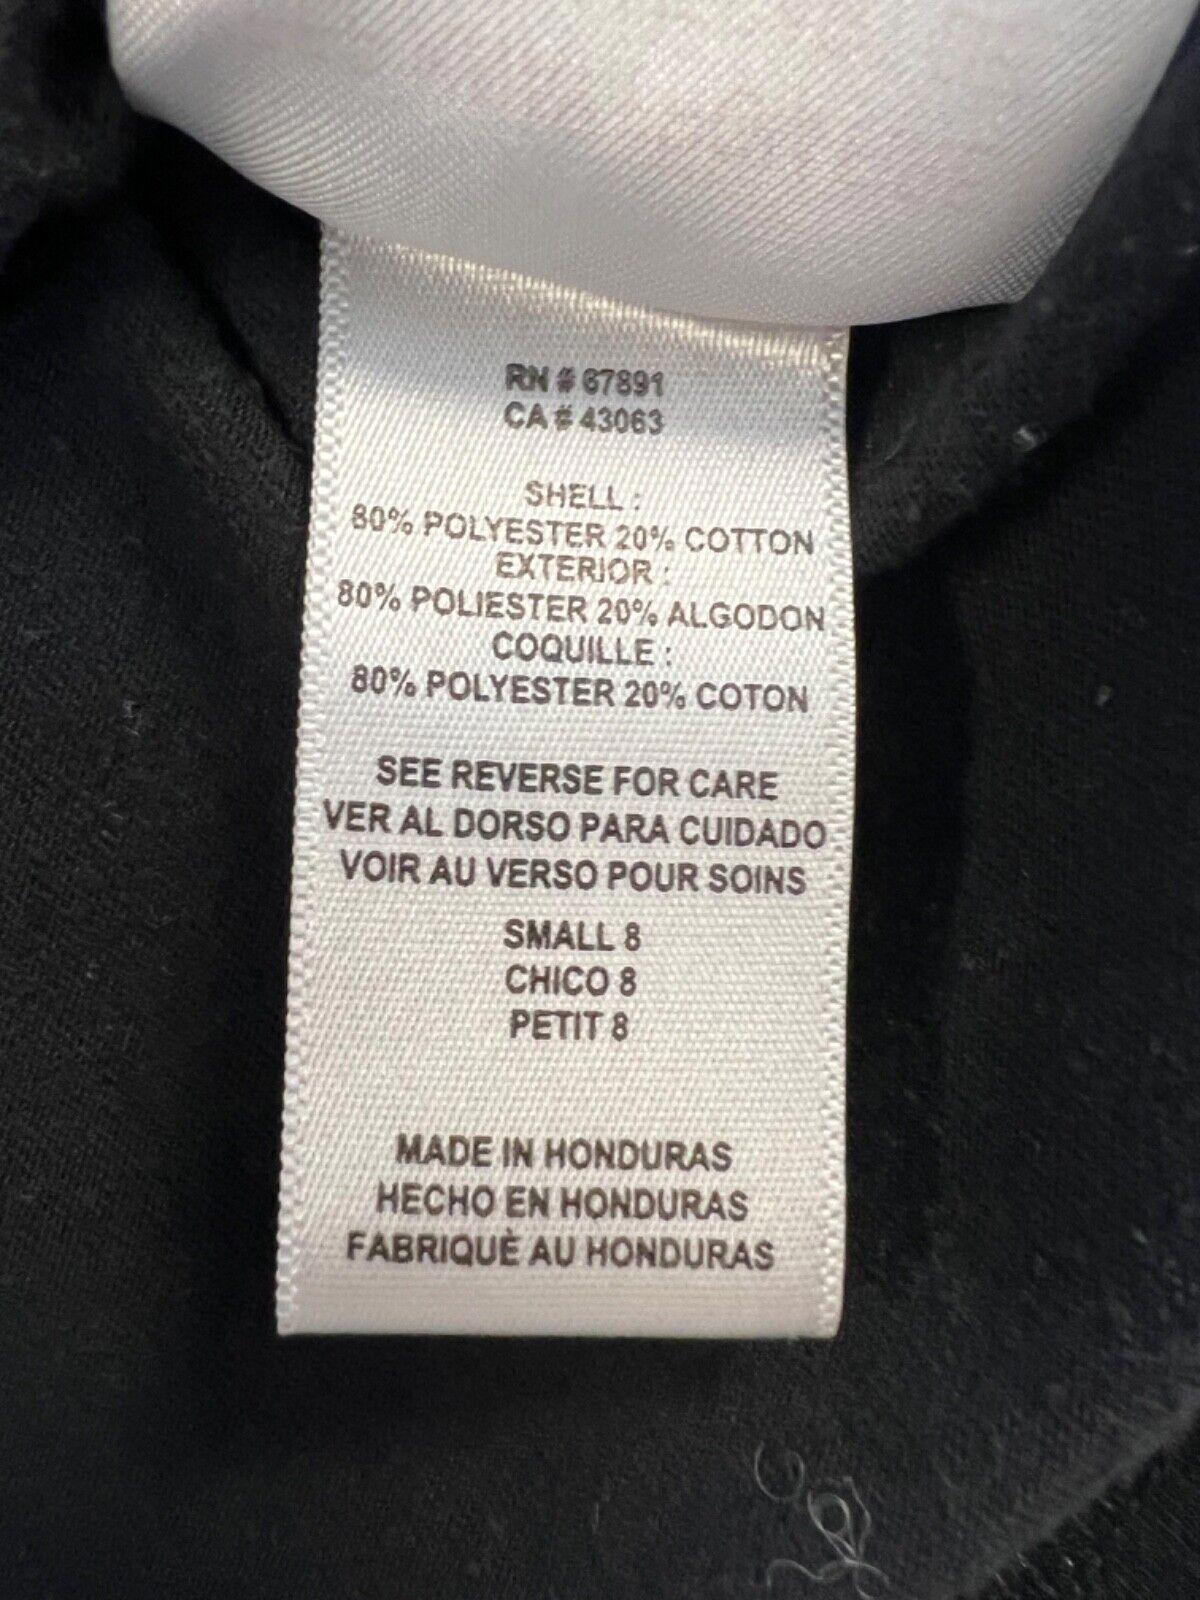 RN # 67891
CA # 43063
SHELL :
80% POLYESTER 20% COTTON
EXTERIOR :
80% POLIESTER 20% ALGODON
COQUILLE :
80% POLYESTER 20% COTON
SEE REVERSE FOR CARE
VER AL DORSO PARA CUIDADO
VOIR AU VERSO POUR SOINS
SMALL 8
CHICO 8
PETIT 8
MADE IN HONDURAS
HECHO EN HONDURAS
FABRIQUÈ AU HONDURAS